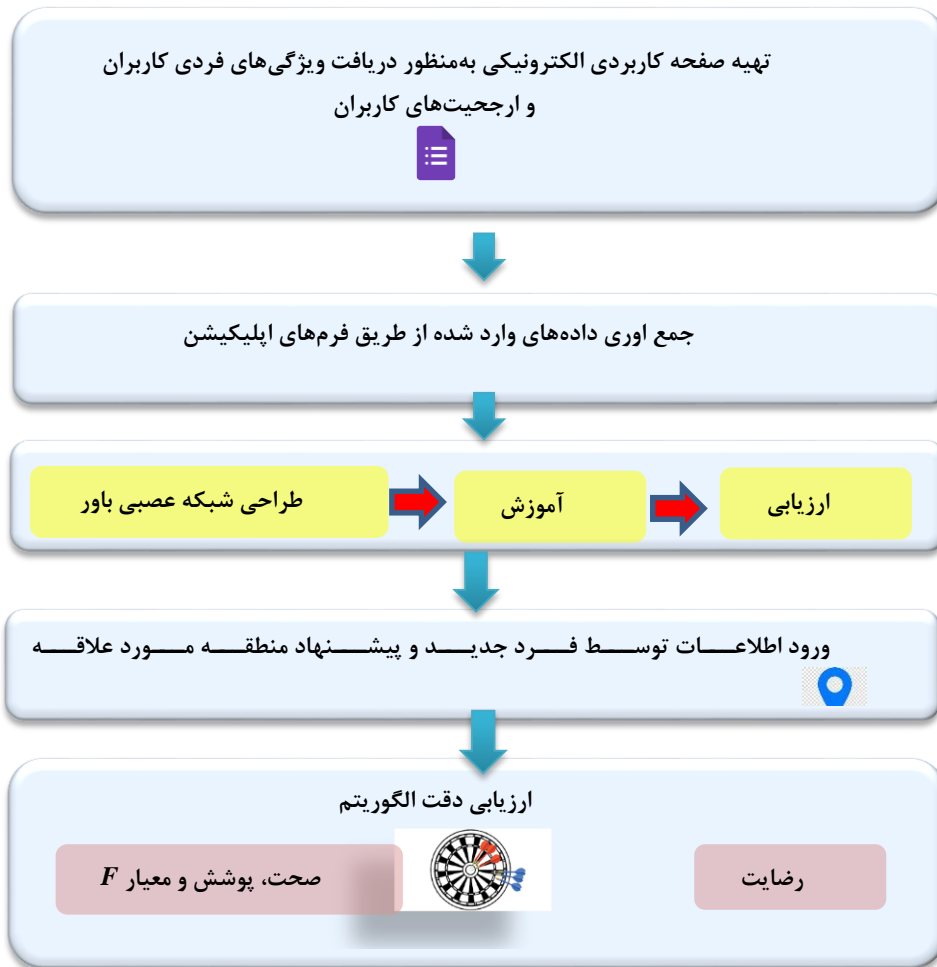 تهیه صفحه کاربردی الکترونیکی به‌منظور دریافت ویژگی‌های فردی کاربران
و ارجحیت‌های کاربران
جمع اوری داده‌های وارد شده از طریق فرم‌های اپلیکیشن
طراحی شبکه عصبی باور
آموزش
ارزیابی
ورود اطلاعـــات توســـط فـــرد جدیـــد و پیشـــنهاد منطقـــه مـــورد علاقـــه
ارزیابی دقت الگوریتم
صحت، پوشش و معیار F
رضایت